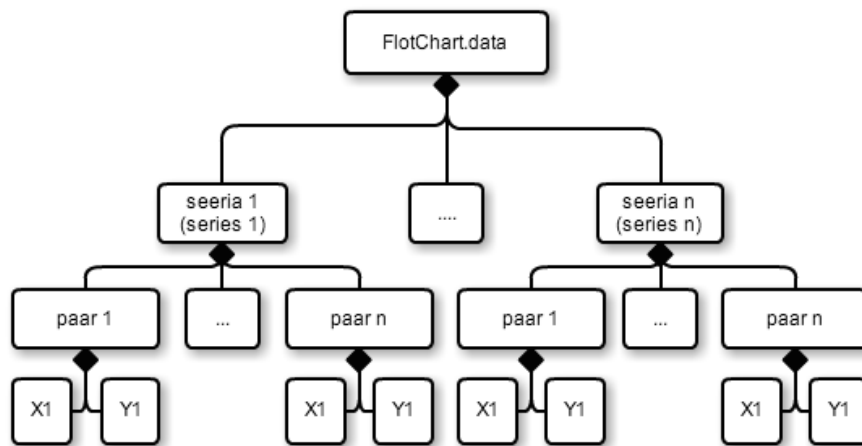 FlotChart.data
seeria 1
(series 1)
....
seeria n
(series n)
paar 1
...
paar n
paar 1
...
paar n
X1
Y1
X1
Y1
X1
Y1
X1
Y1